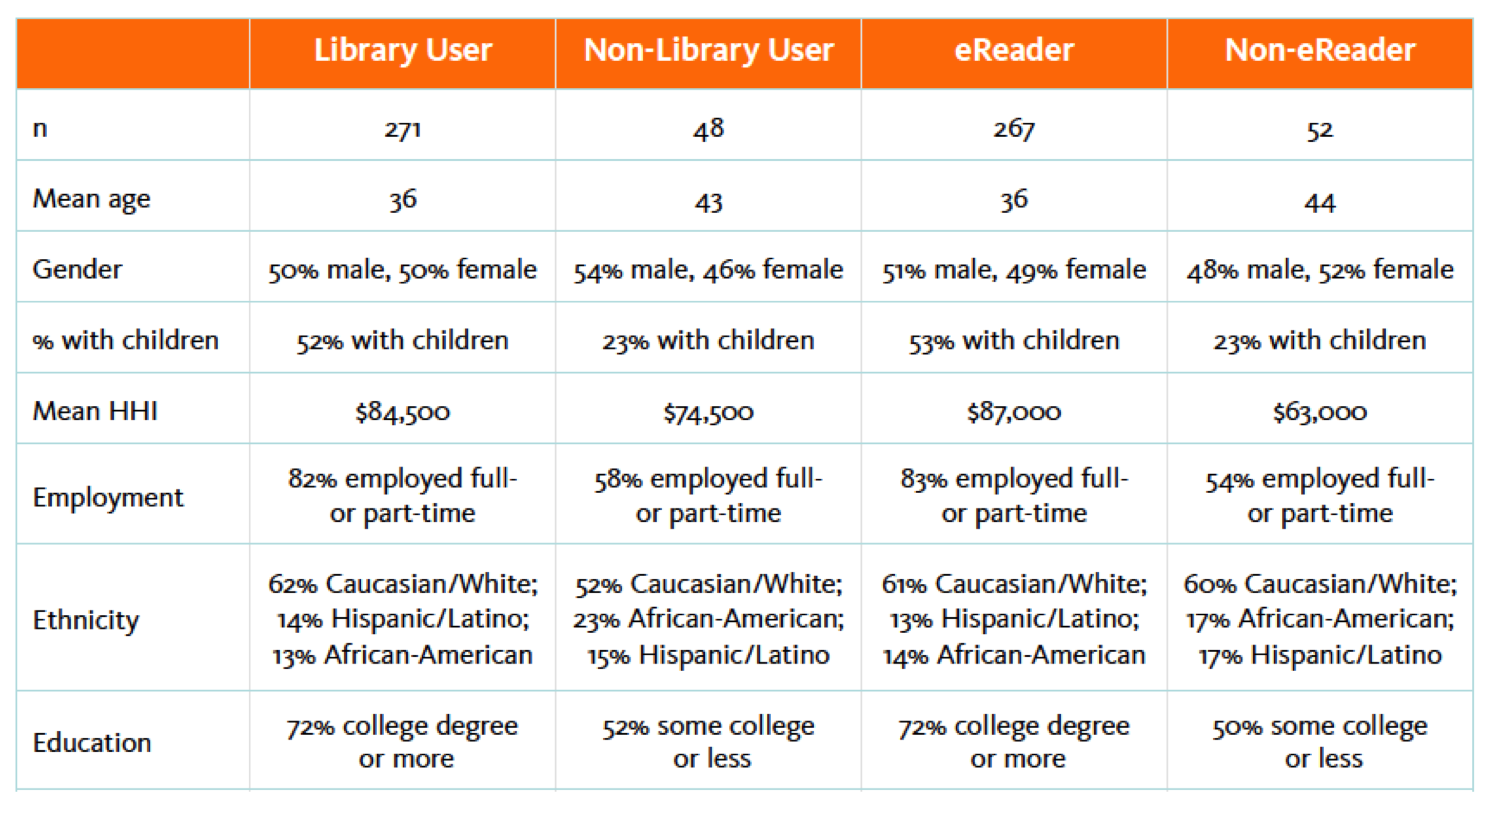 Library User Non-Library User eReader Non-eReader
n 271 48 267 52
Mean age 36 43 36 44
Gender 50% male, 50% female 54% male, 46% female 51% male, 49% female 48% male, 52% female
% with children 52% with children 23% with children 53% with children 23% with children
Mean HHI $84,500 $74,500 $87,000 $63,000
Employment
82% employed full-
or part-time
58% employed full-
or part-time
83% employed full-
or part-time
54% employed full-
or part-time
Ethnicity
62% Caucasian/White;
14% Hispanic/Latino;
13% African-American
52% Caucasian/White;
23% African-American;
15% Hispanic/Latino
61% Caucasian/White;
13% Hispanic/Latino;
14% African-American
60% Caucasian/White;
17% African-American;
17% Hispanic/Latino
Education
72% college degree
or more
52% some college
or less
72% college degree
or more
50% some college
or less